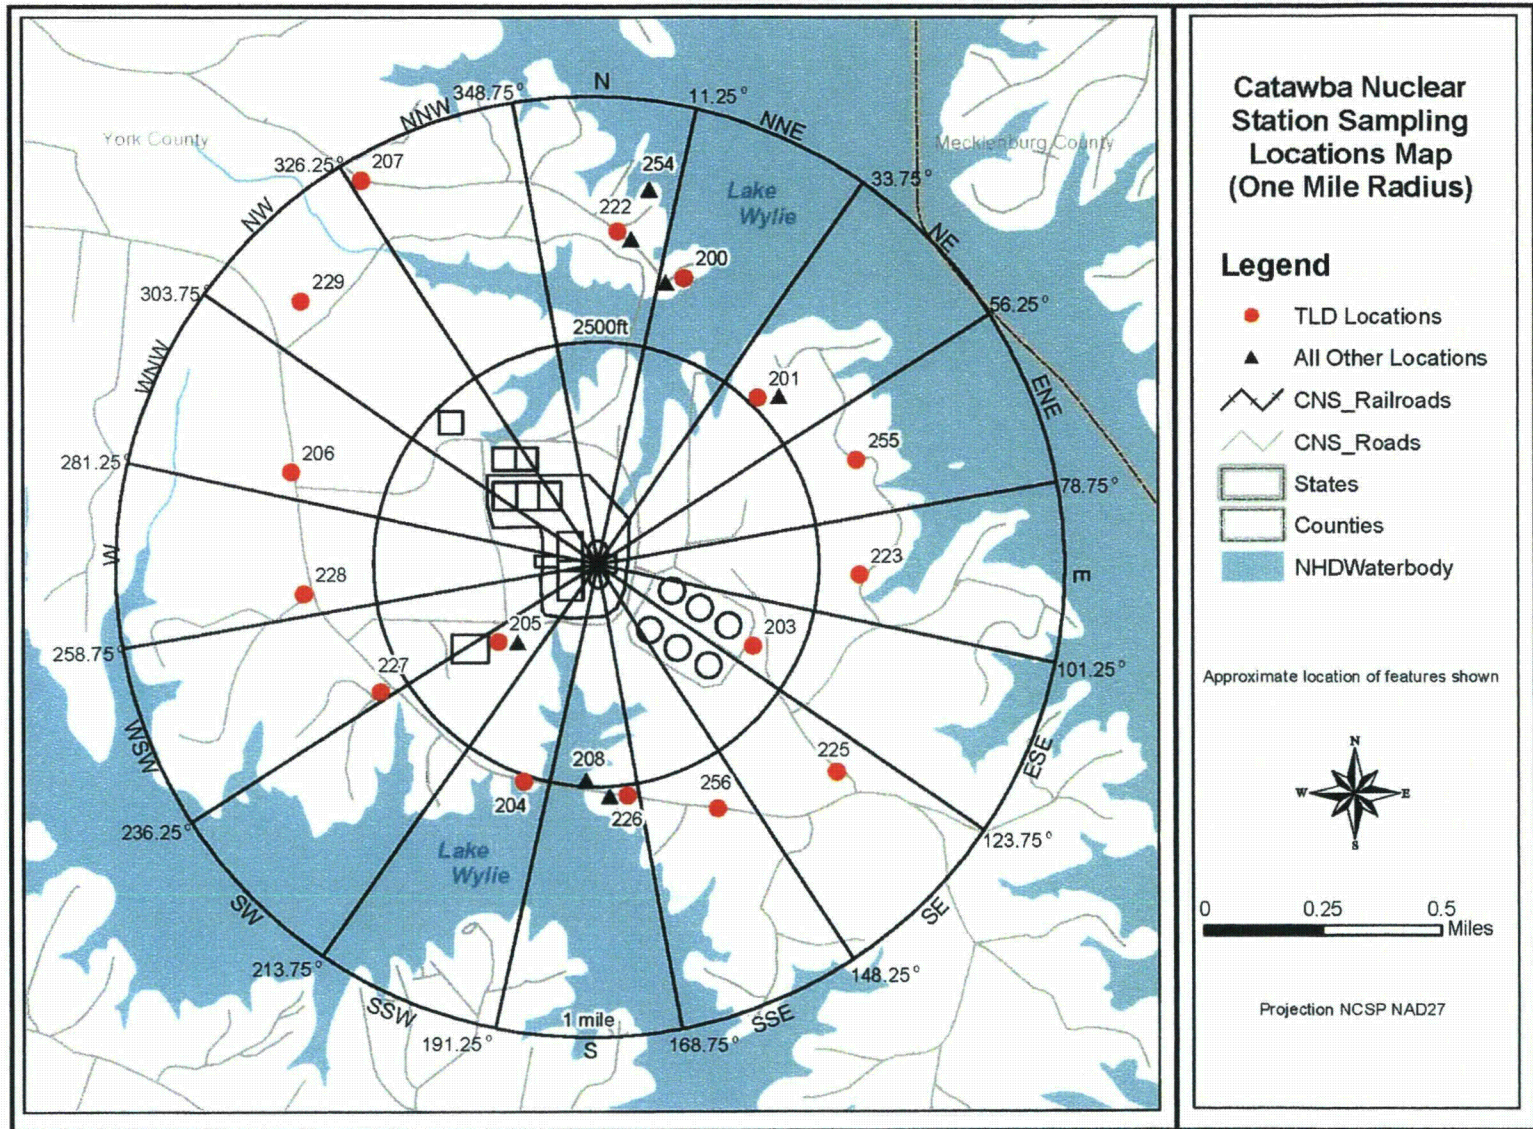 N
348.75°
11.25°
NNW
NNE
York County
Mecklenburg County
326.25°
207
254
33.75°
Lake
Wylie
222
NW
NE
200
229
303.75°
56.25°
2500ft
WNW
201
ENE
255
206
281.25°
78.75°
W
E
223
228
205
203
258.75°
227
101.25°
WSW
ESE
208
225
256
204
226
236.25°
123.75°
Lake
Wylie
SW
SE
213.75°
148.25°
SSW
SSE
1 mile
191.25°
S
168.75°
Catawba Nuclear
Station Sampling
Locations Map
(One Mile Radius)
Legend
TLD Locations
All Other Locations
CNS_Railroads
CNS_Roads
States
Counties
NHDWaterbody
Approximate location of features shown
N
W
E
S
0
0.25
0.5
Miles
Projection NCSP NAD27